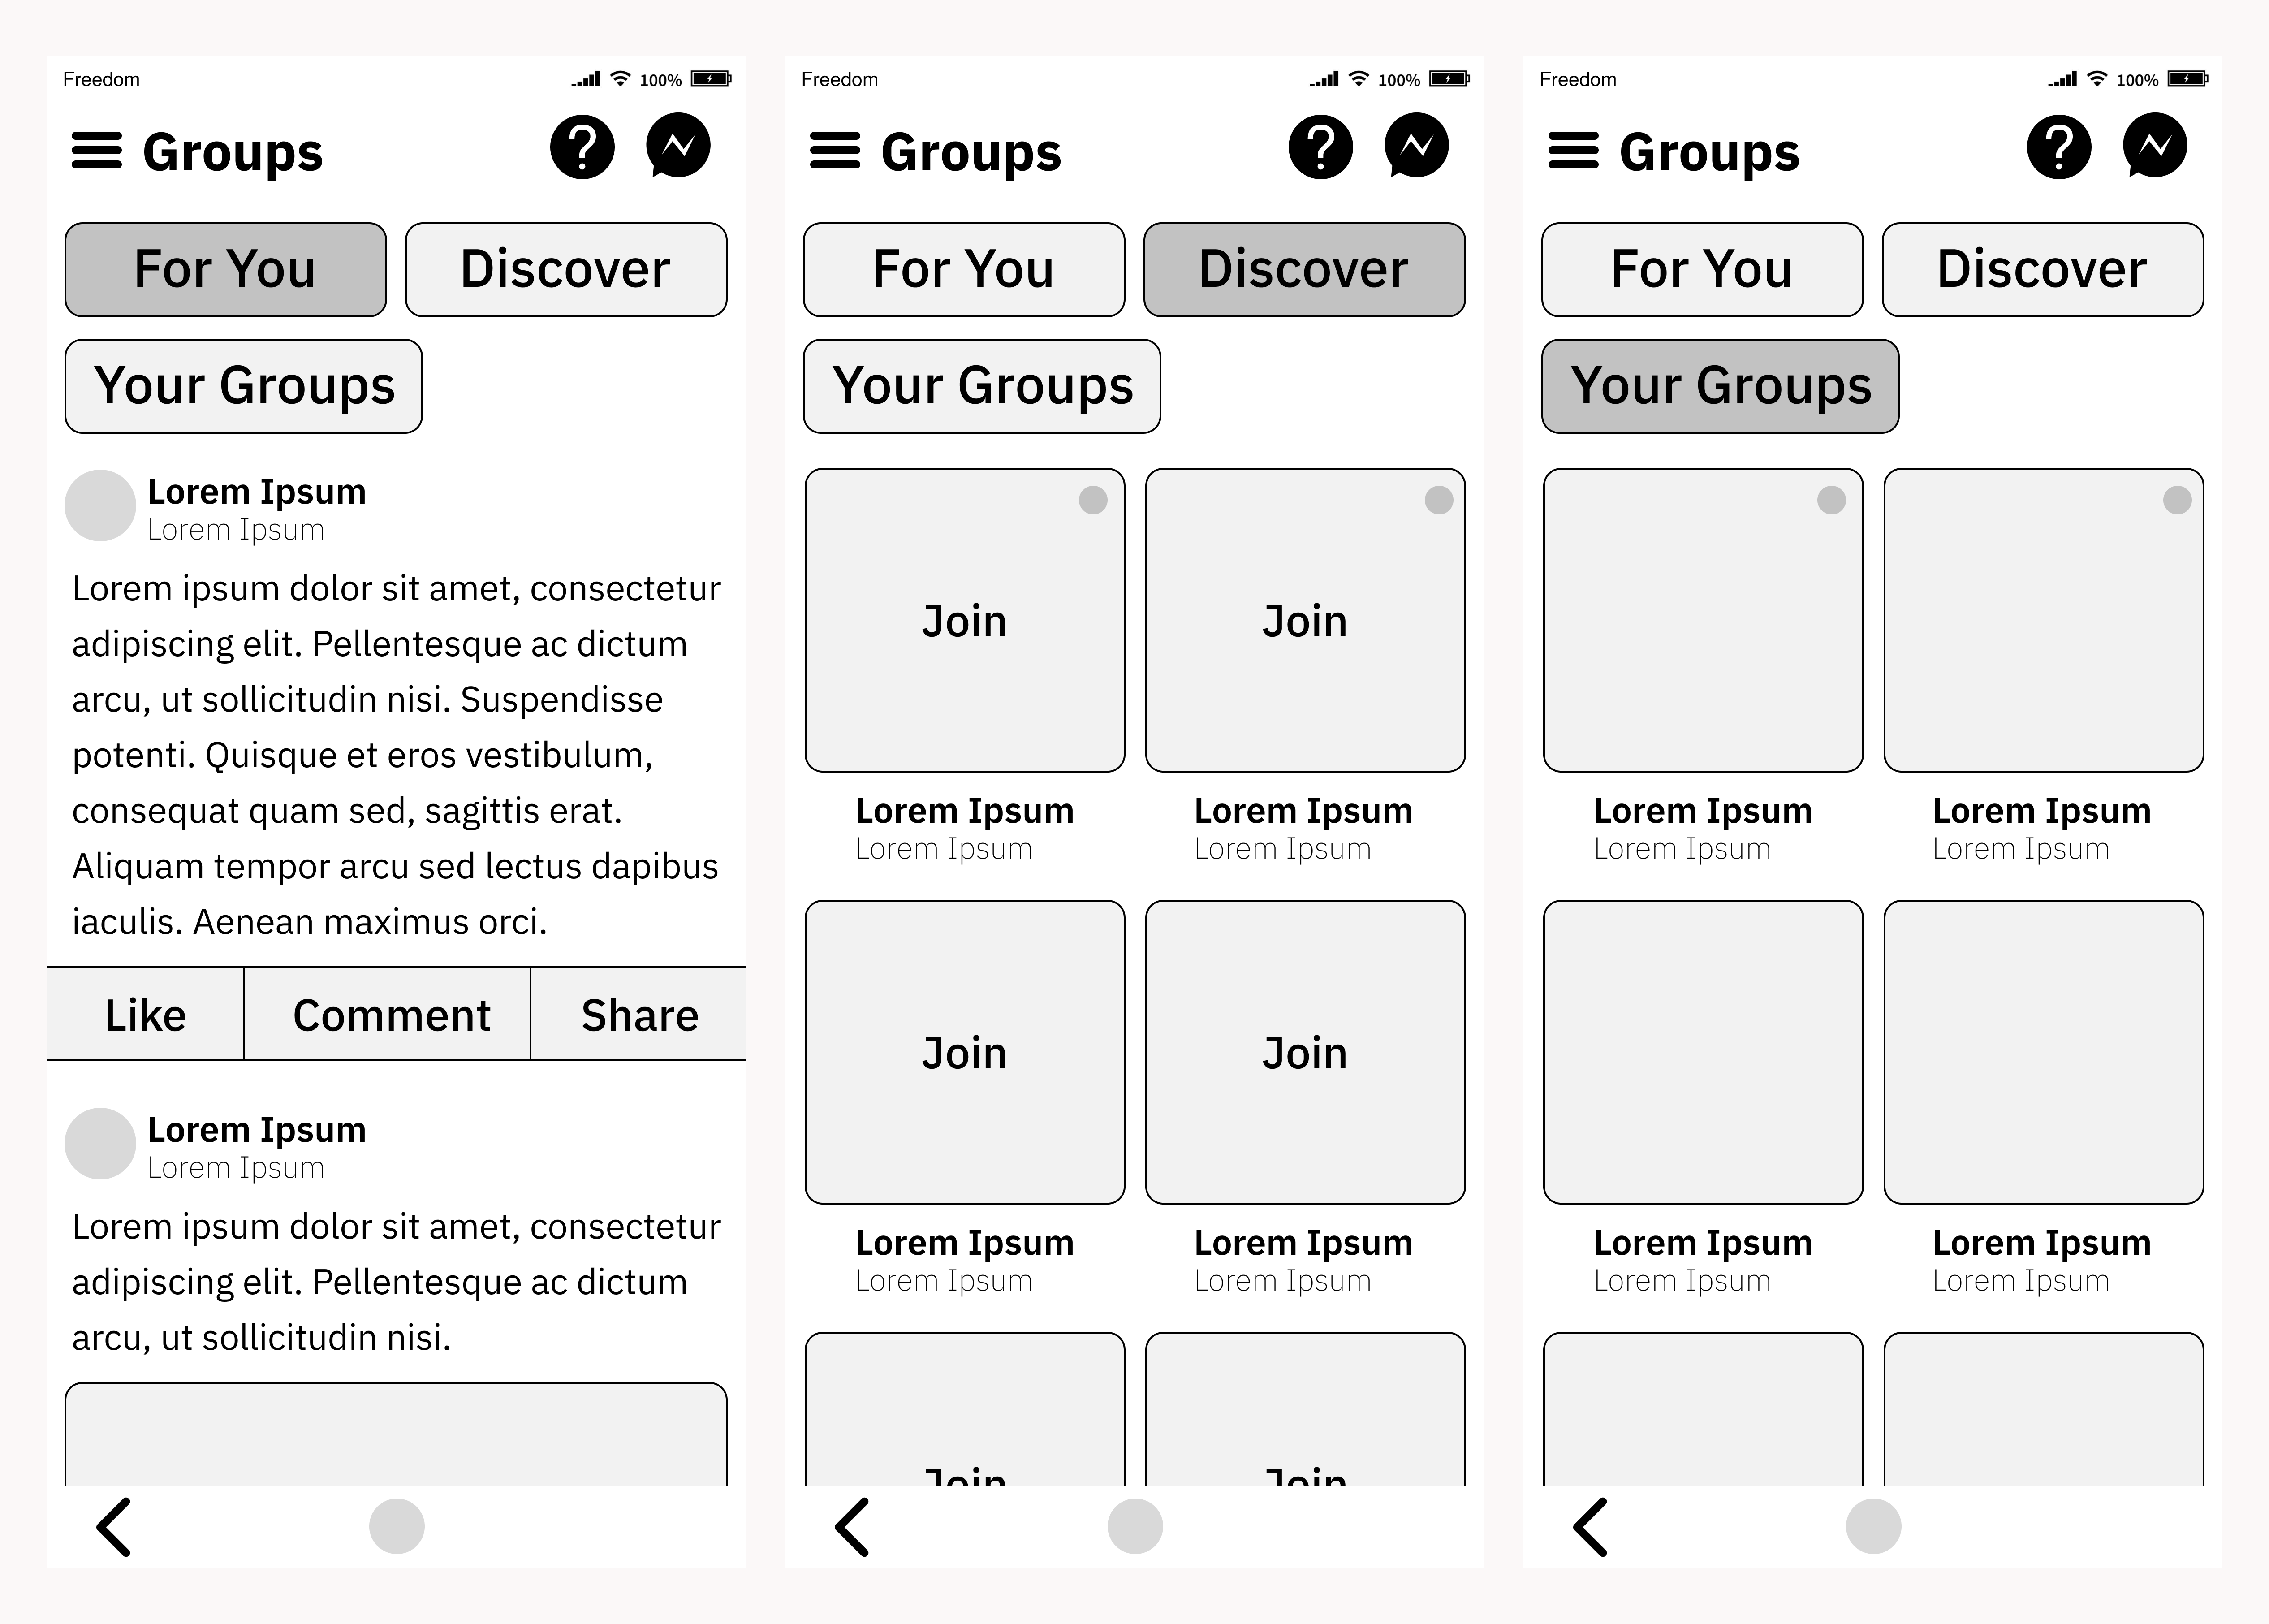 Freedom 100%
Groups ?
For You Discover
Your Groups
Lorem Ipsum
Lorem Ipsum
Lorem ipsum dolor sit amet, consectetur
adipiscing elit. Pellentesque ac dictum
arcu, ut sollicitudin nisi. Suspendisse
potenti. Quisque et eros vestibulum,
consequat quam sed, sagittis erat.
Aliquam tempor arcu sed lectus dapibus
iaculis. Aenean maximus orci.
Like Comment Share
Lorem Ipsum
Lorem Ipsum
Lorem ipsum dolor sit amet, consectetur
adipiscing elit. Pellentesque ac dictum
arcu, ut sollicitudin nisi.
Freedom 100%
Groups ?
For You Discover
Your Groups
Join Join
Lorem Ipsum Lorem Ipsum
Lorem Ipsum Lorem Ipsum
Join Join
Lorem Ipsum Lorem Ipsum
Lorem Ipsum Lorem Ipsum
Join Join
Freedom 100%
Groups ?
For You Discover
Your Groups
Lorem Ipsum Lorem Ipsum
Lorem Ipsum Lorem Ipsum
Lorem Ipsum Lorem Ipsum
Lorem Ipsum Lorem Ipsum